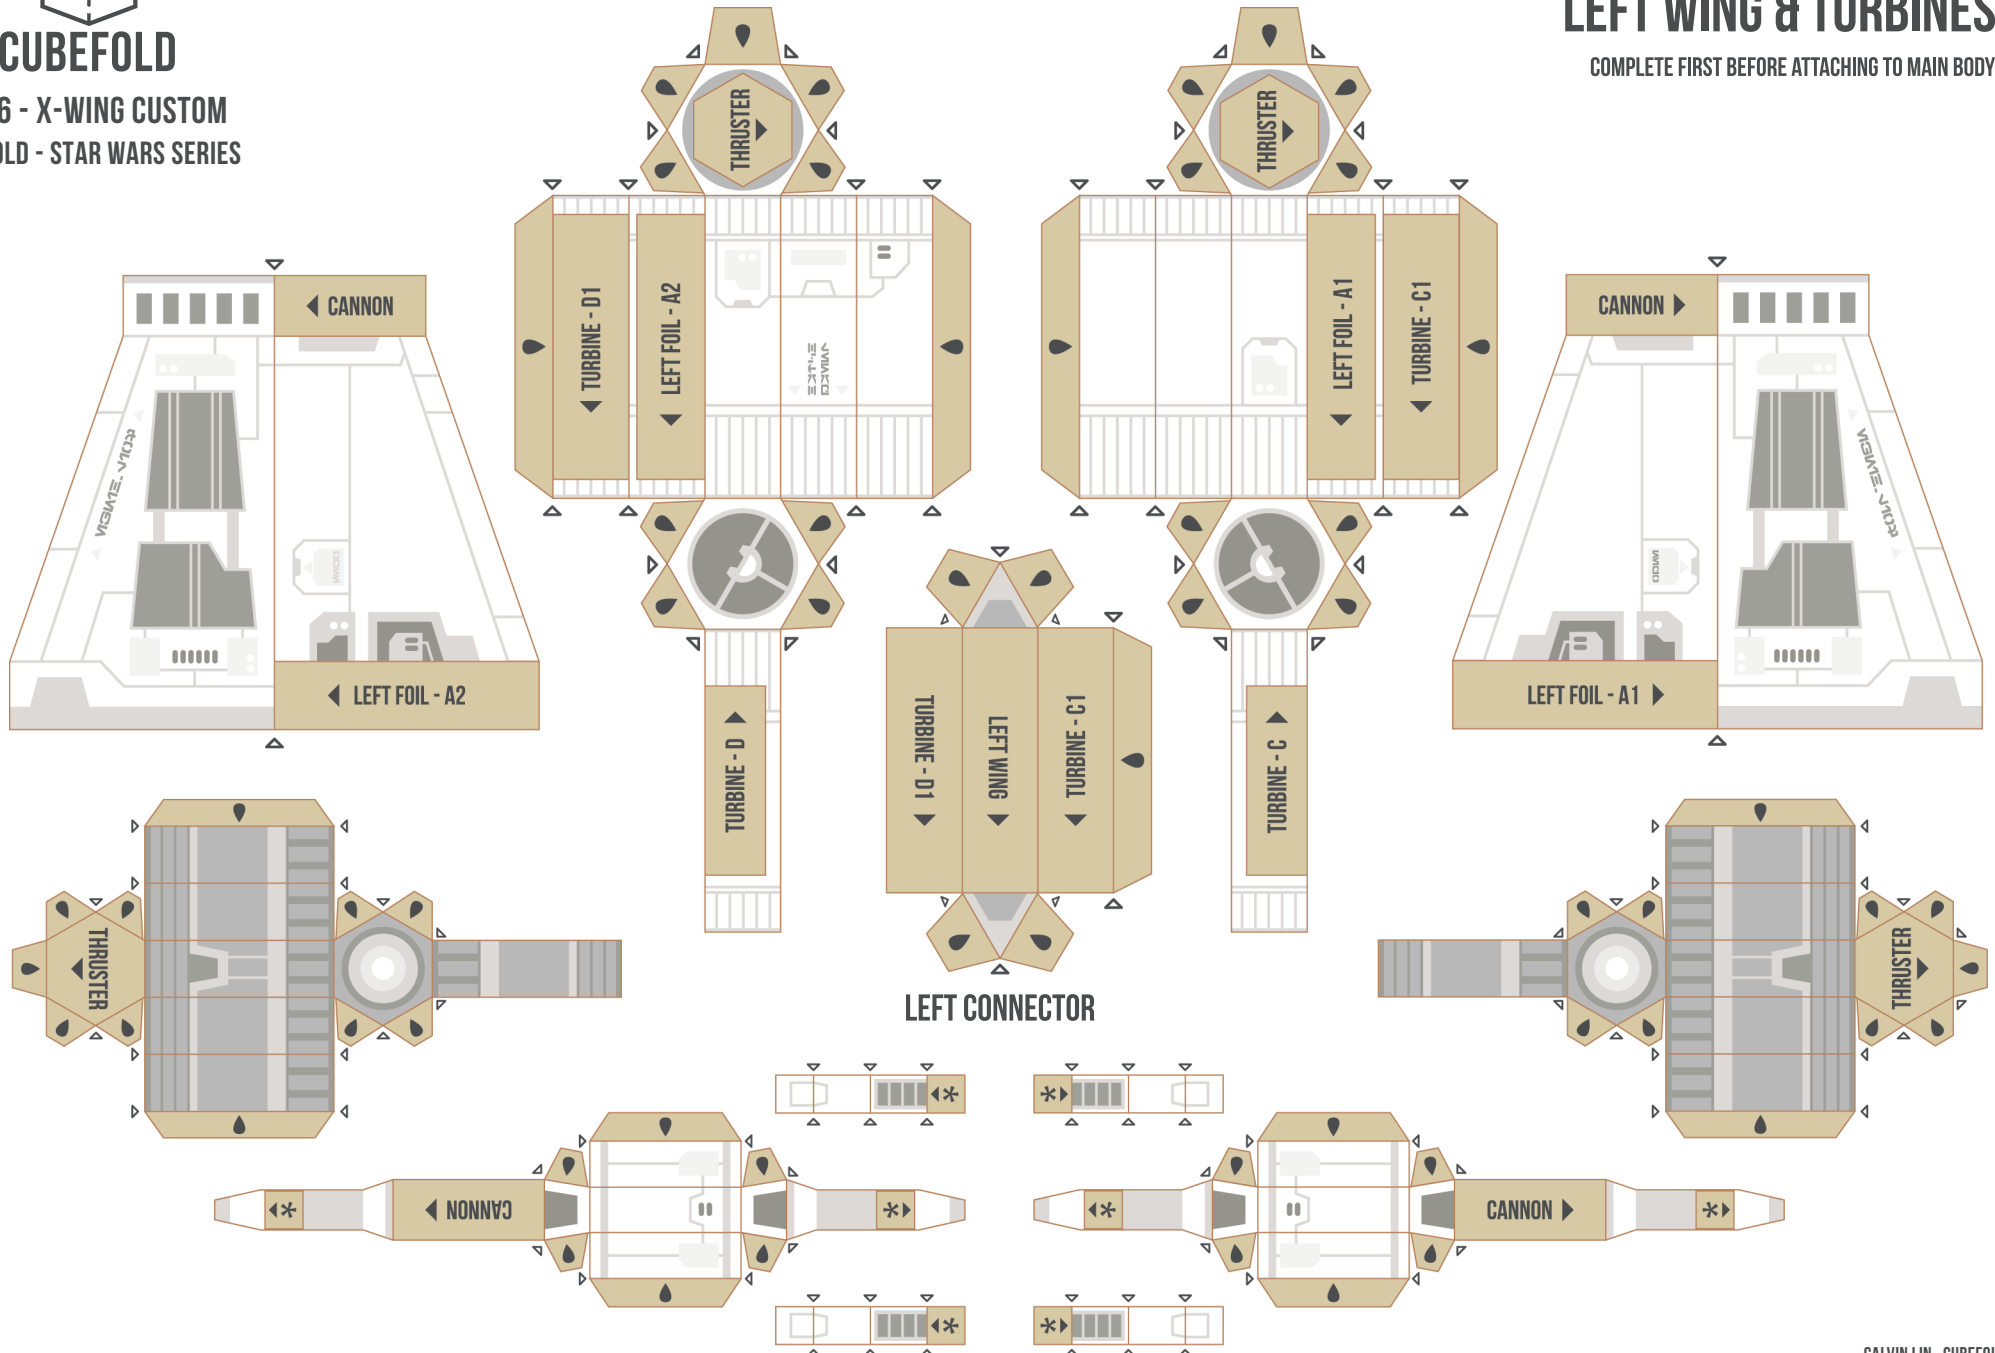 CUBEFOLD
6 - X-WING CUSTOM
OLD - STAR WARS SERIES
LEFT WING & TURBINES
COMPLETE FIRST BEFORE ATTACHING TO MAIN BODY
THRUSTER
THRUSTER
CANNON
TURBINE - D1
LEFT FOIL - A2
LEFT FOIL - A1
TURBINE - C1
CANNON
LEFT FOIL - A2
TURBINE - D
TURBINE - D1
LEFT WING
TURBINE - C1
TURBINE - C
LEFT FOIL - A1
THRUSTER
THRUSTER
LEFT CONNECTOR
CANNON
CANNON